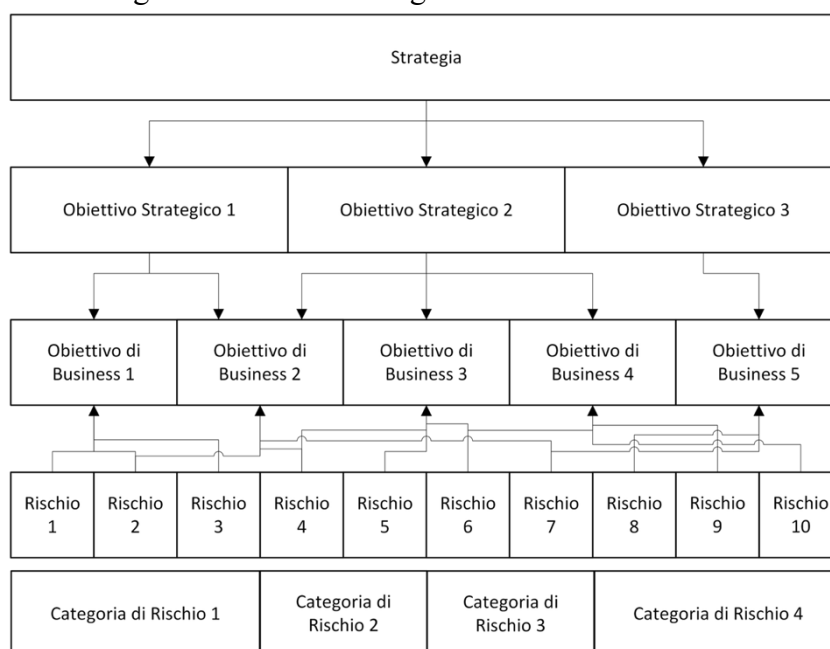 Strategia
Obiettivo Strategico 1
Obiettivo Strategico 2
Obiettivo Strategico 3
Obiettivo di
Business 1
Obiettivo di
Business 2
Obiettivo di
Business 3
Obiettivo di
Business 4
Obiettivo di
Business 5
Rischio
1
Rischio
2
Rischio
3
Rischio
4
Rischio
5
Rischio
6
Rischio
7
Rischio
8
Rischio
9
Rischio
10
Categoria di Rischio 1
Categoria di
Rischio 2
Categoria di
Rischio 3
Categoria di Rischio 4